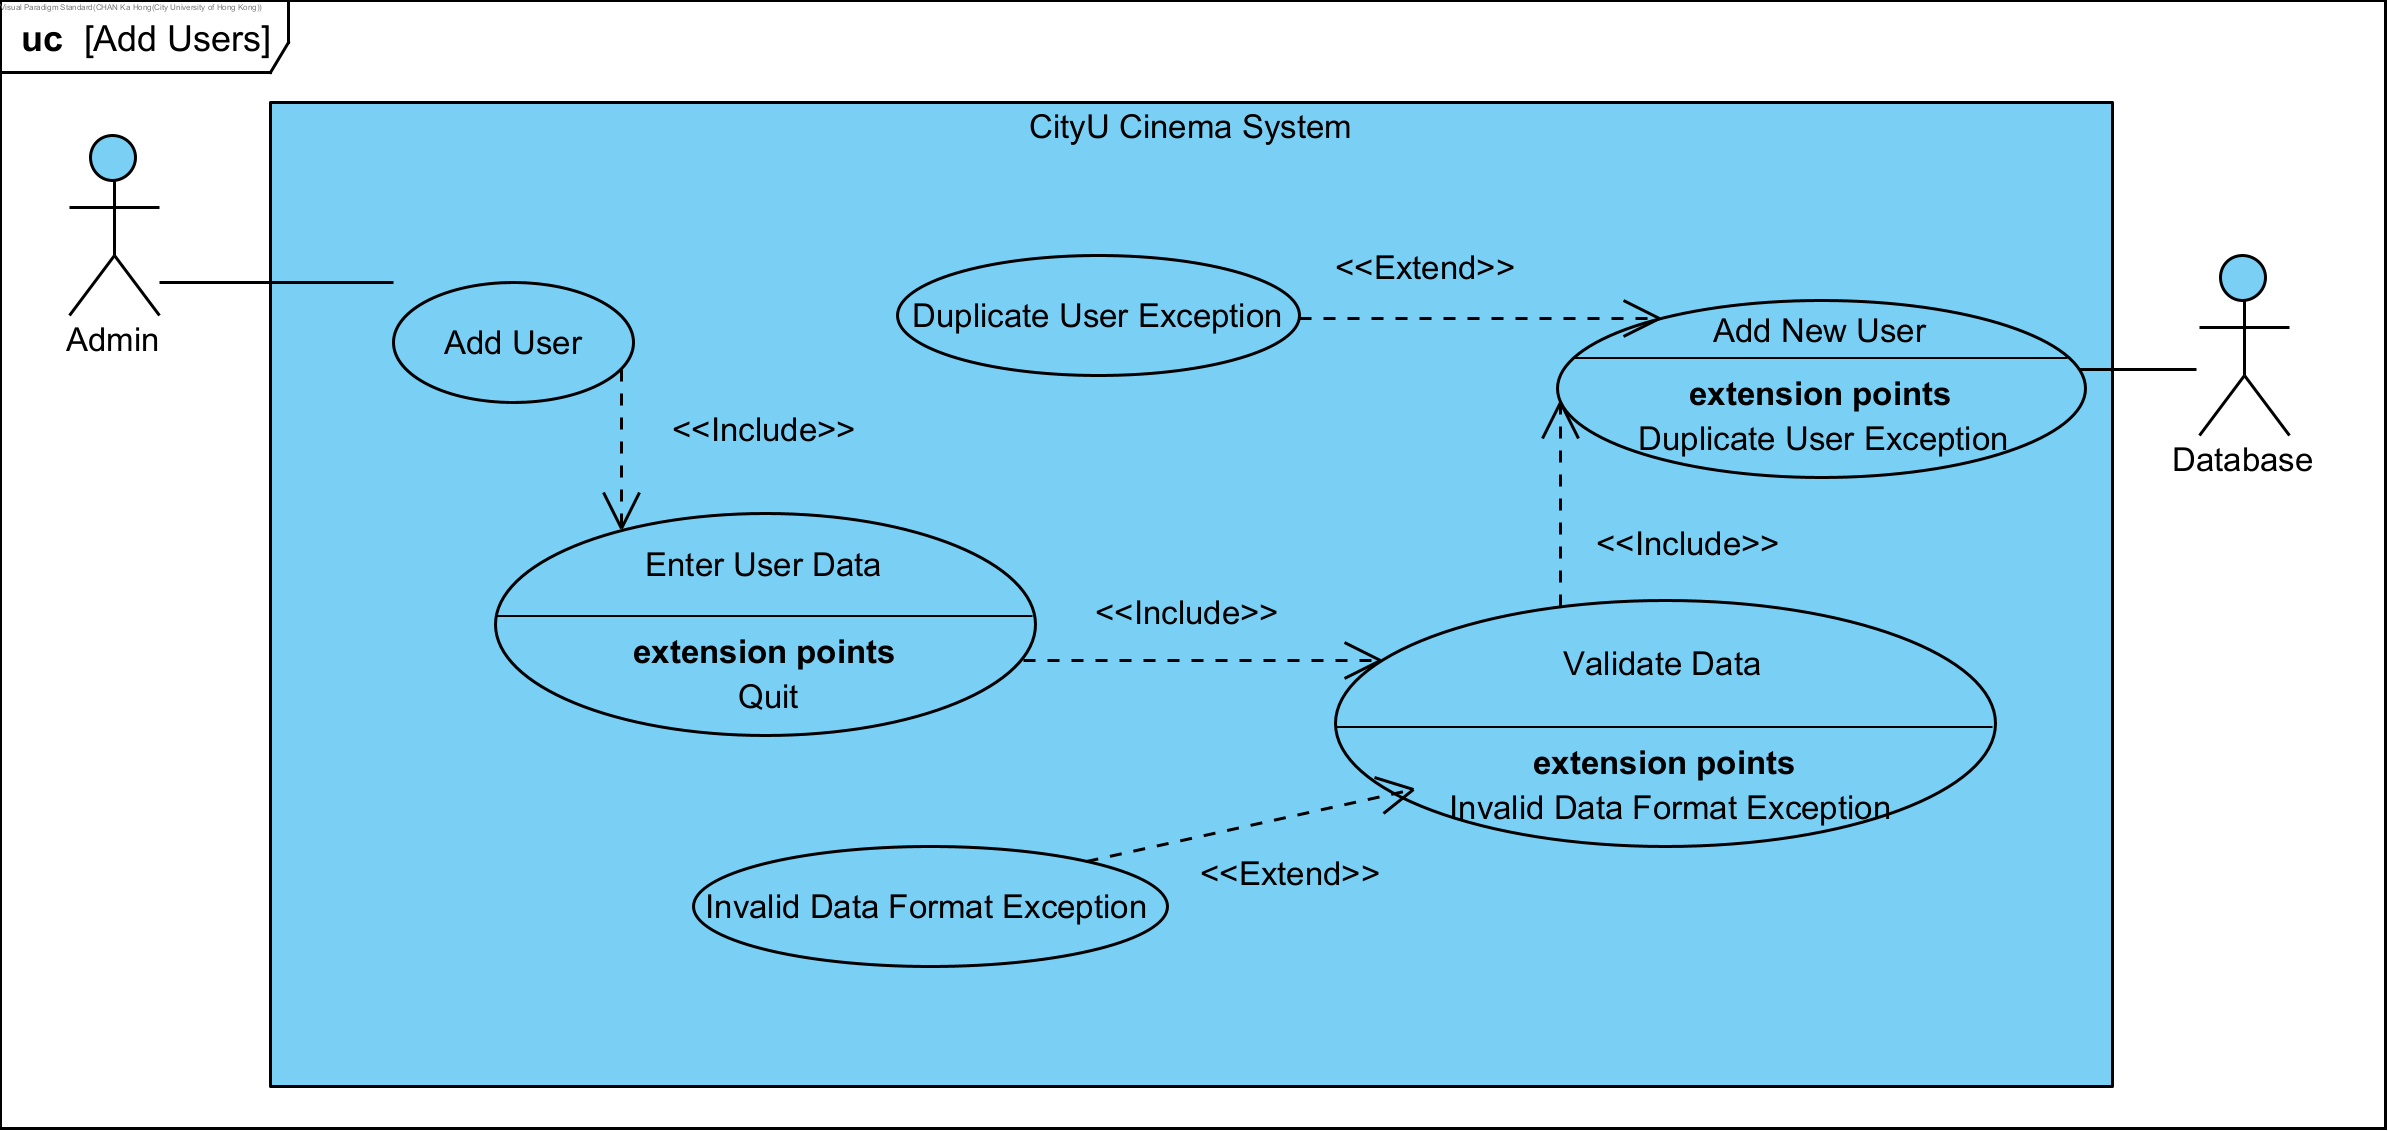 Visual Paradigm Standard(CHAN Ka Hong(City University of Hong Kong))
uc [Add Users]
CityU Cinema System
Admin
Add User
Duplicate User Exception
<<Extend>>
Add New User
extension points
Duplicate User Exception
Database
<<Include>>
Enter User Data
extension points
Quit
<<Include>>
<<Include>>
Validate Data
extension points
Invalid Data Format Exception
<<Extend>>
Invalid Data Format Exception